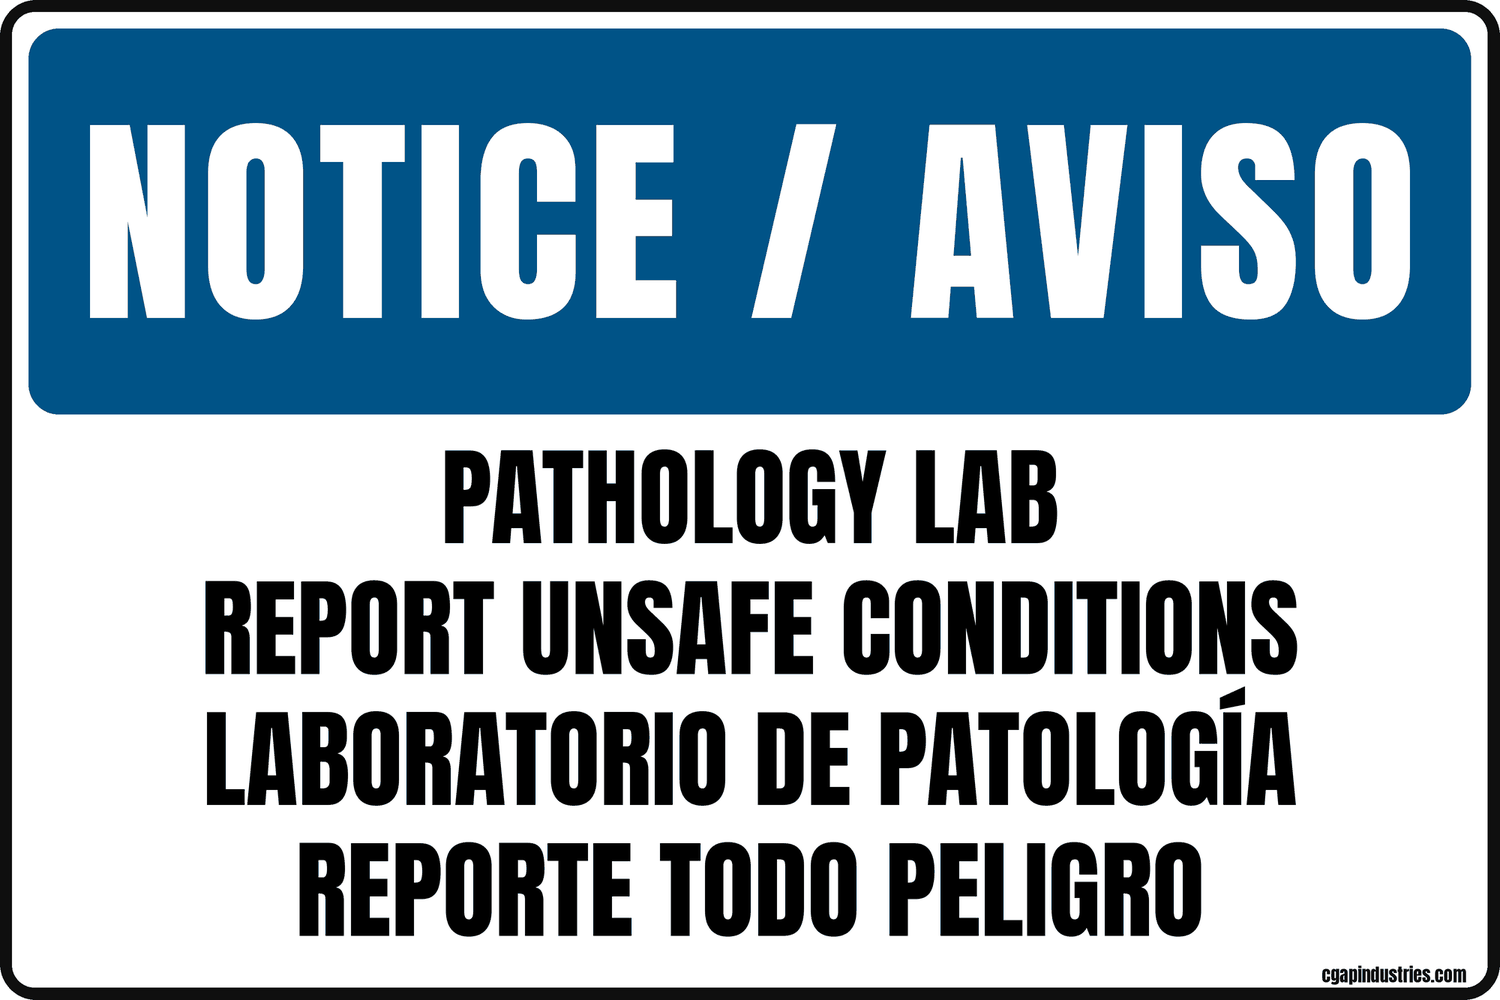 NOTICE / AVISO
PATHOLOGY LAB
REPORT UNSAFE CONDITIONS
LABORATORIO DE PATOLOGÍA
REPORTE TODO PELIGRO
cgapindustries.com